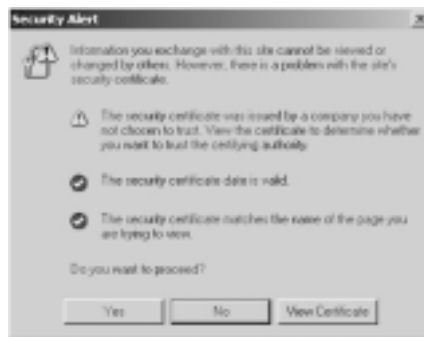 Security Alert
Information you exchange with this site cannot be viewed or
changed by others. However, there is a problem with the site's
security certificate.
The security certificate was issued by a company you have
not chosen to trust. View the certificate to determine whether
you want to trust the certifying authority.
The security certificate date is valid.
The security certificate matches the name of the page you
are trying to view.
Do you want to proceed?
Yes
No
View Certificate